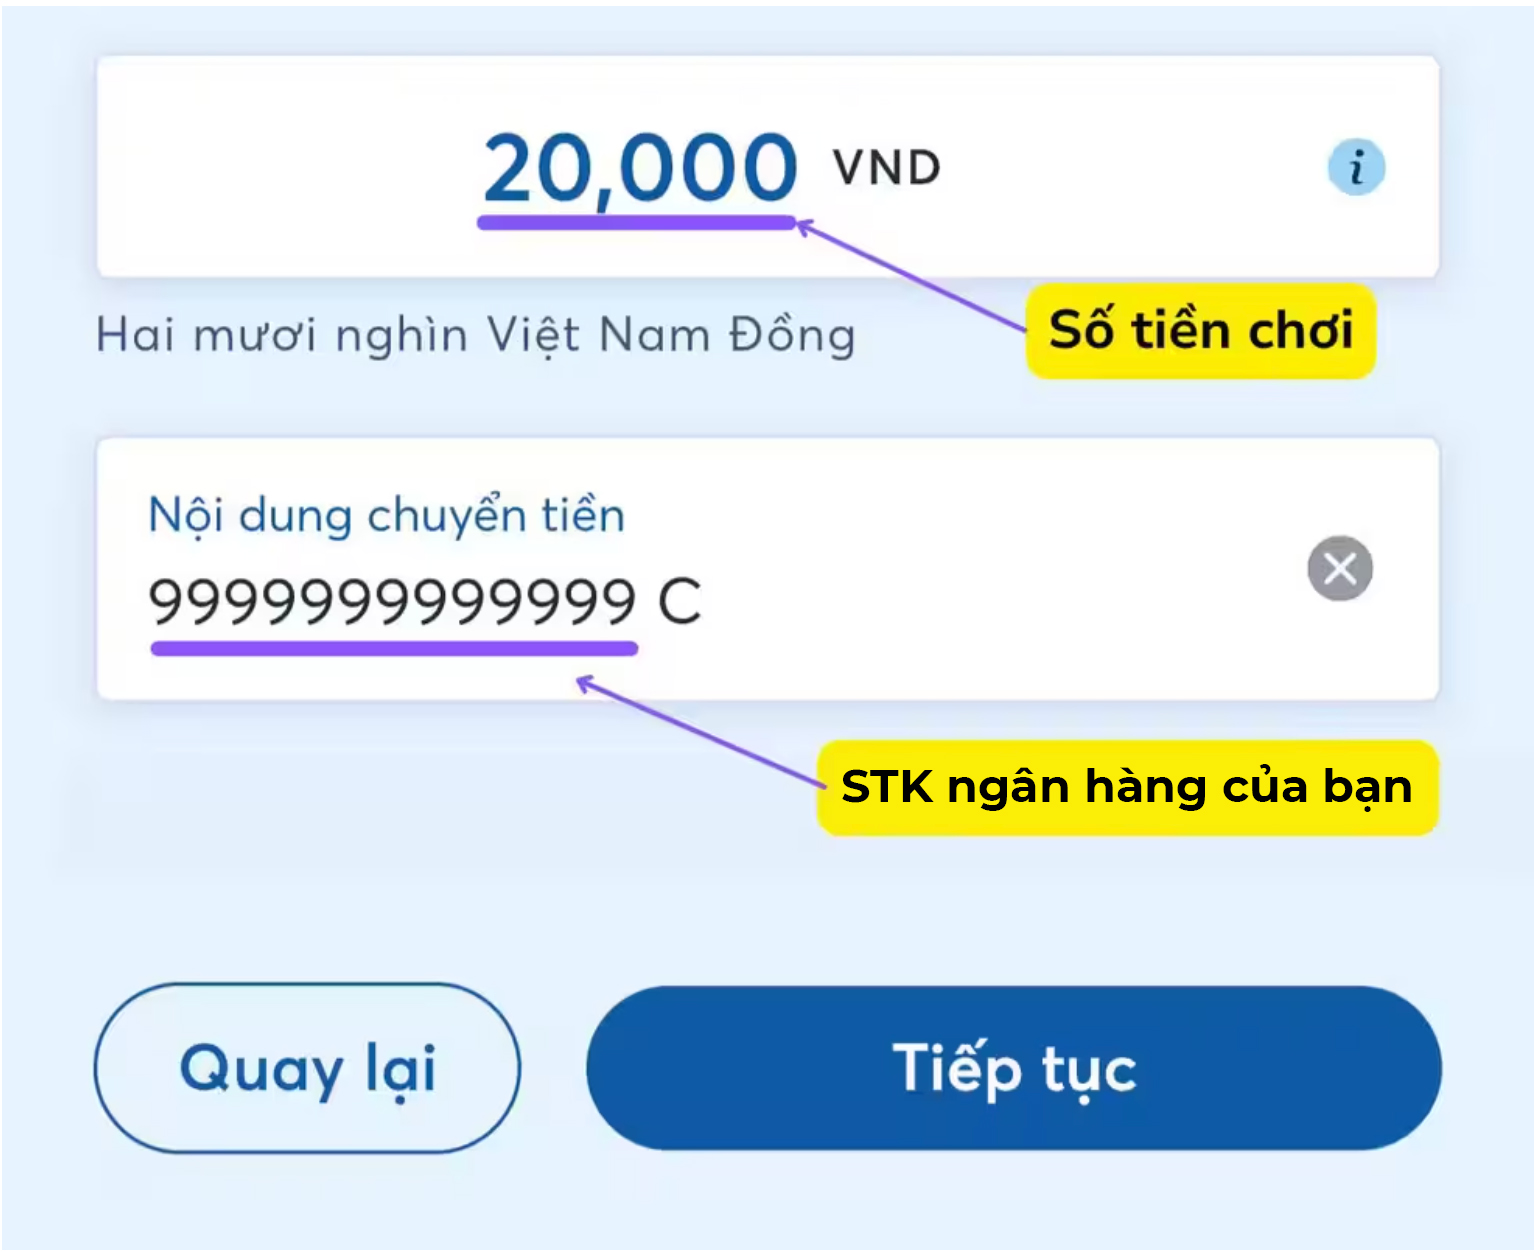 20,000 VND
i
Số tiền chơi
Hai mươi nghìn Việt Nam Đồng
Nội dung chuyển tiền
9999999999999 C
STK ngân hàng của bạn
Quay lại
Tiếp tục